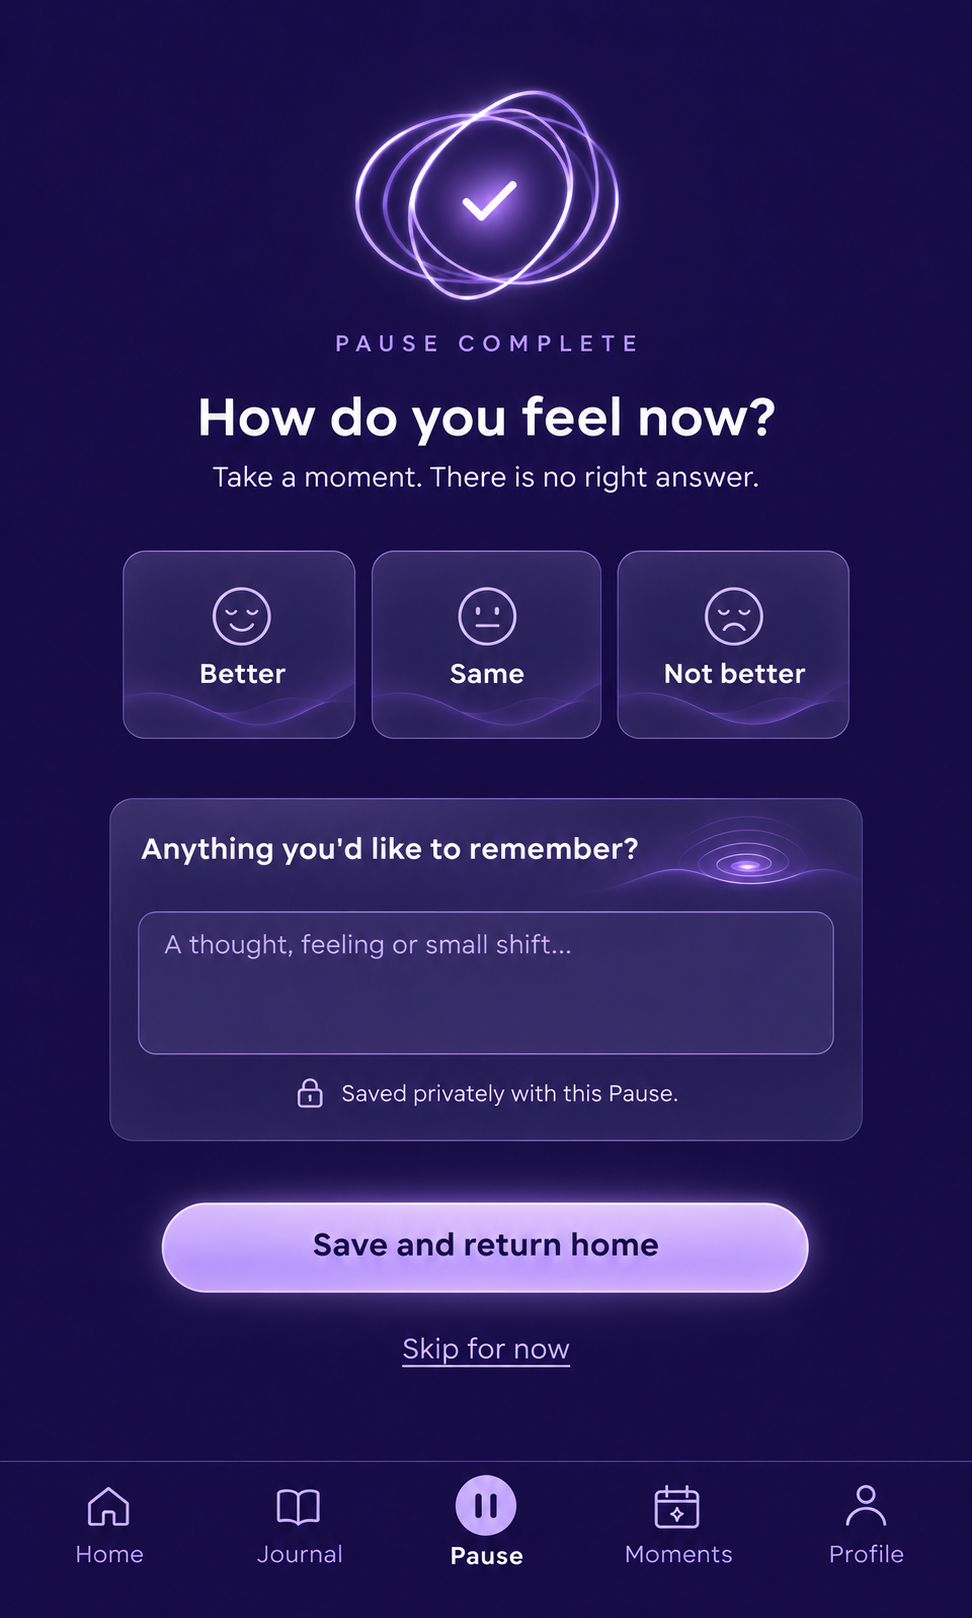 PAUSE COMPLETE
How do you feel now?
Take a moment. There is no right answer.
Better
Same
Not better
Anything you'd like to remember?
A thought, feeling or small shift...
Saved privately with this Pause.
Save and return home
Skip for now
Home
Journal
Pause
Moments
Profile